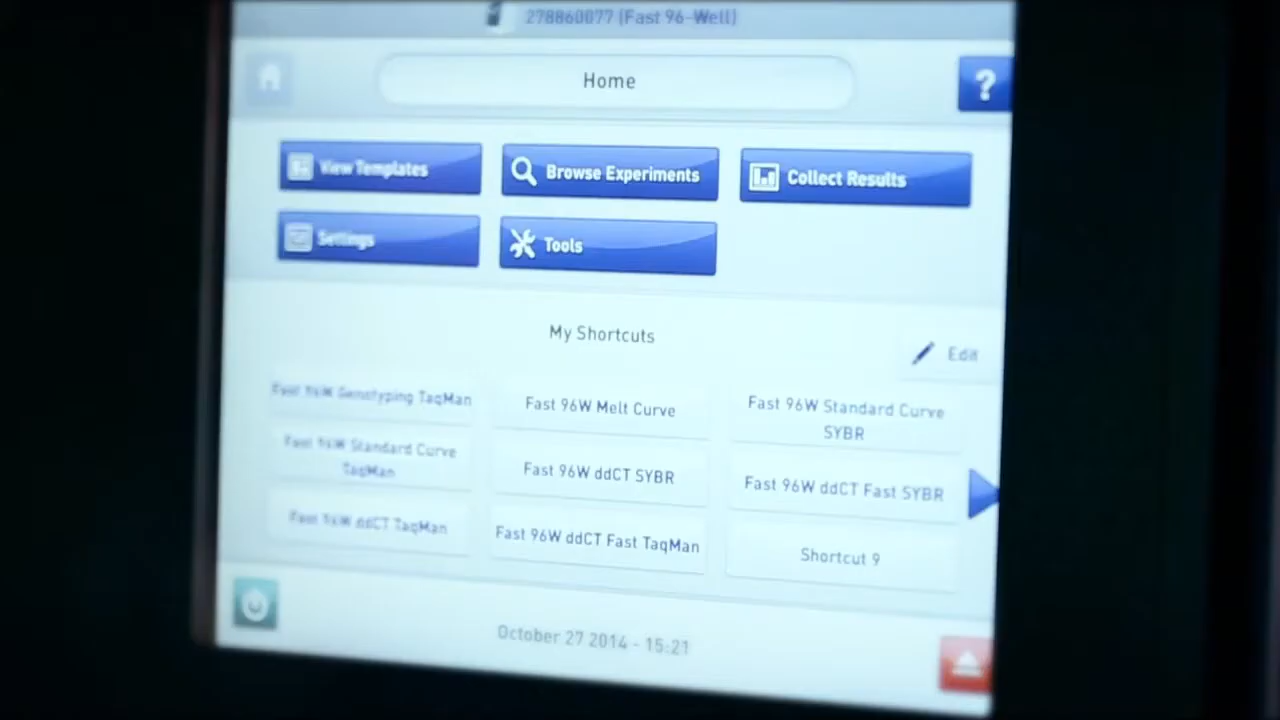 278860077 (Fast 96-Well)
Home
?
View Templates
Browse Experiments
Collect Results
Settings
Tools
My Shortcuts
Edit
Fast 96W Genotyping TaqMan
Fast 96W Melt Curve
Fast 96W Standard Curve
SYBR
Fast 96W Standard Curve
TaqMan
Fast 96W ddCT SYBR
Fast 96W ddCT Fast SYBR
Fast 96W ddCT TaqMan
Fast 96W ddCT Fast TaqMan
Shortcut 9
October 27 2014 - 15:21